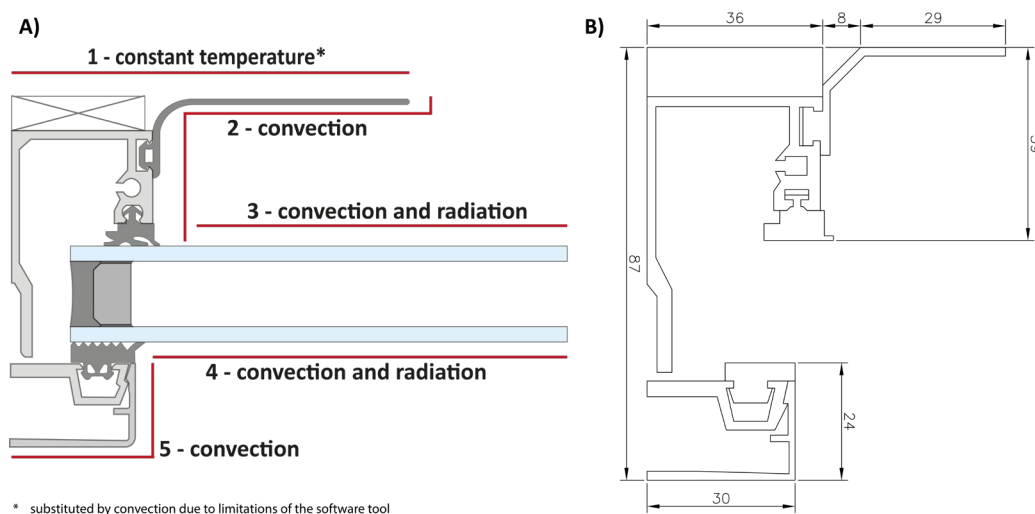 A)
1 - constant temperature*
2 - convection
3 - convection and radiation
4 - convection and radiation
5 - convection
* substituted by convection due to limitations of the software tool
B)
36
8
29
87
24
30